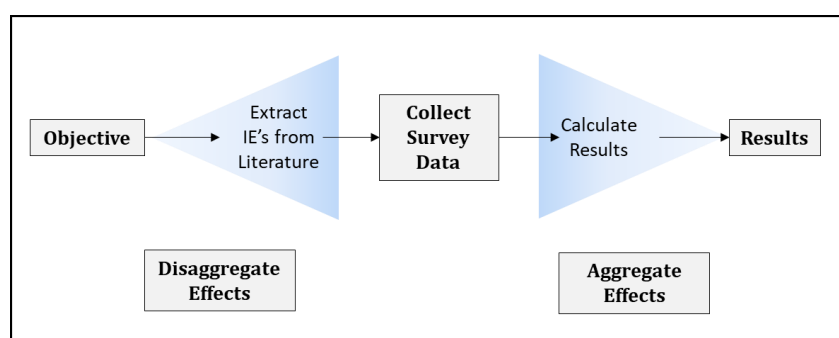 Objective
Extract
IE's from
Literature
Collect
Survey
Data
Calculate
Results
Results
Disaggregate
Effects
Aggregate
Effects